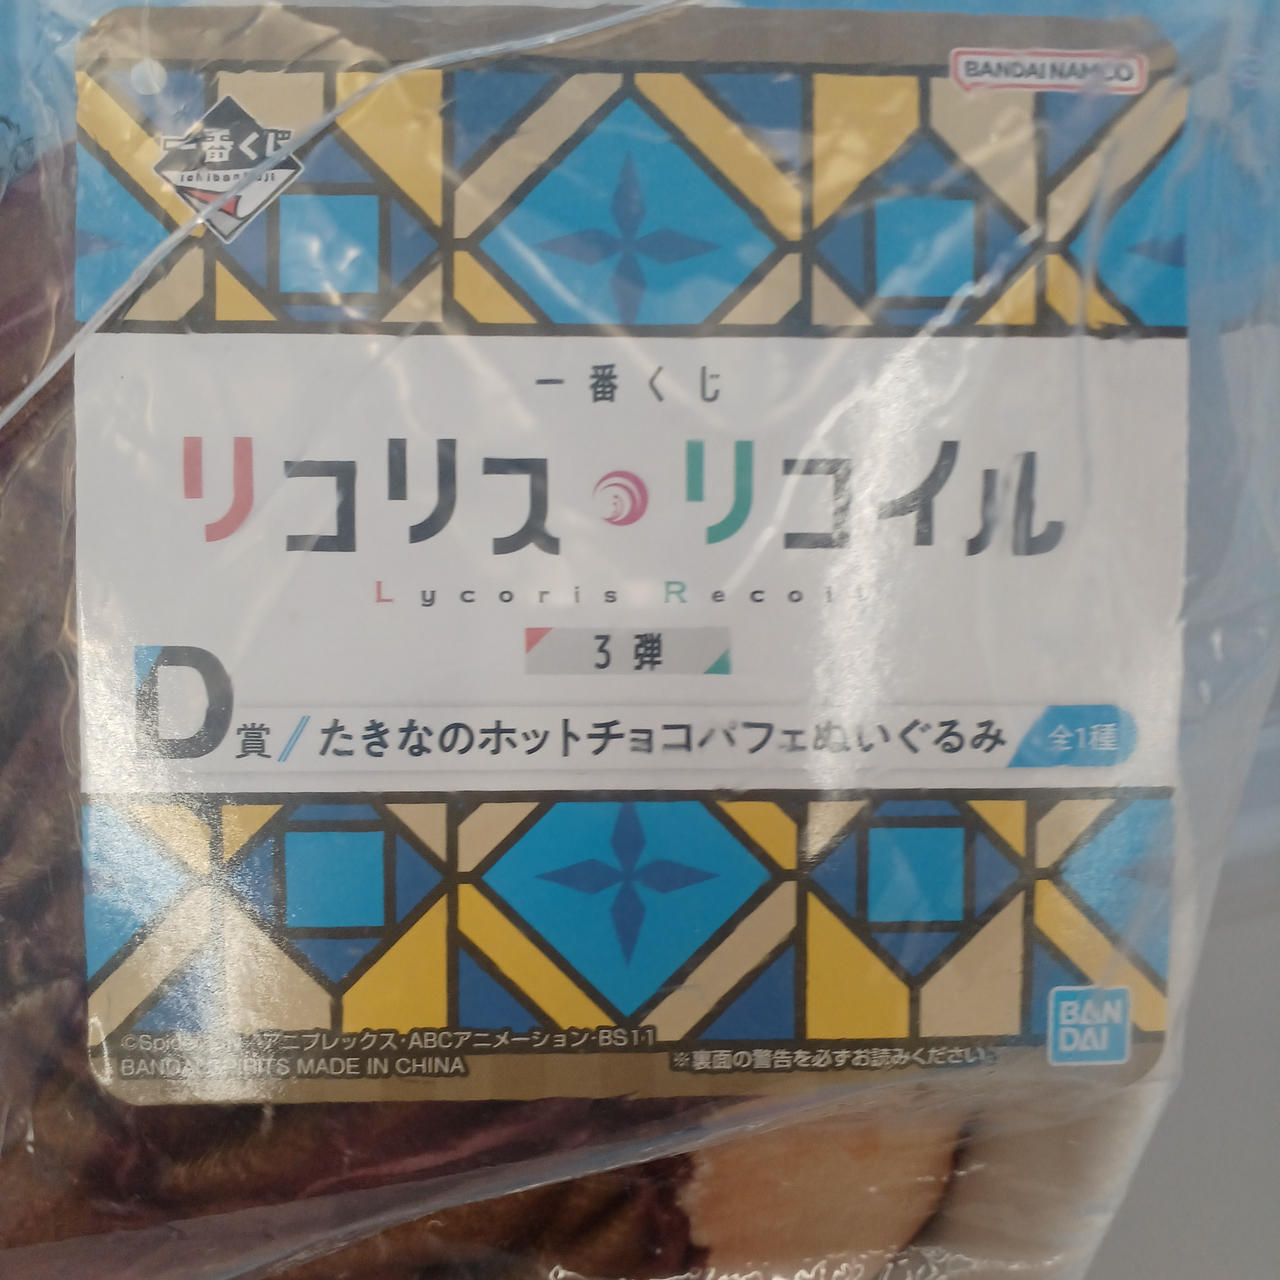 BANDAI NAMCO
一番くじ
Ichiban Kuji
一番くじ
リコリス・リコイル
Lycoris Recoil
3弾
D賞/たきなのホットチョコパフェぬいぐるみ 全1種
アニプレックス・ABCアニメーション・BS11
BANDAI SPIRITS MADE IN CHINA
※裏面の警告を必ずお読みください。
BANDAI